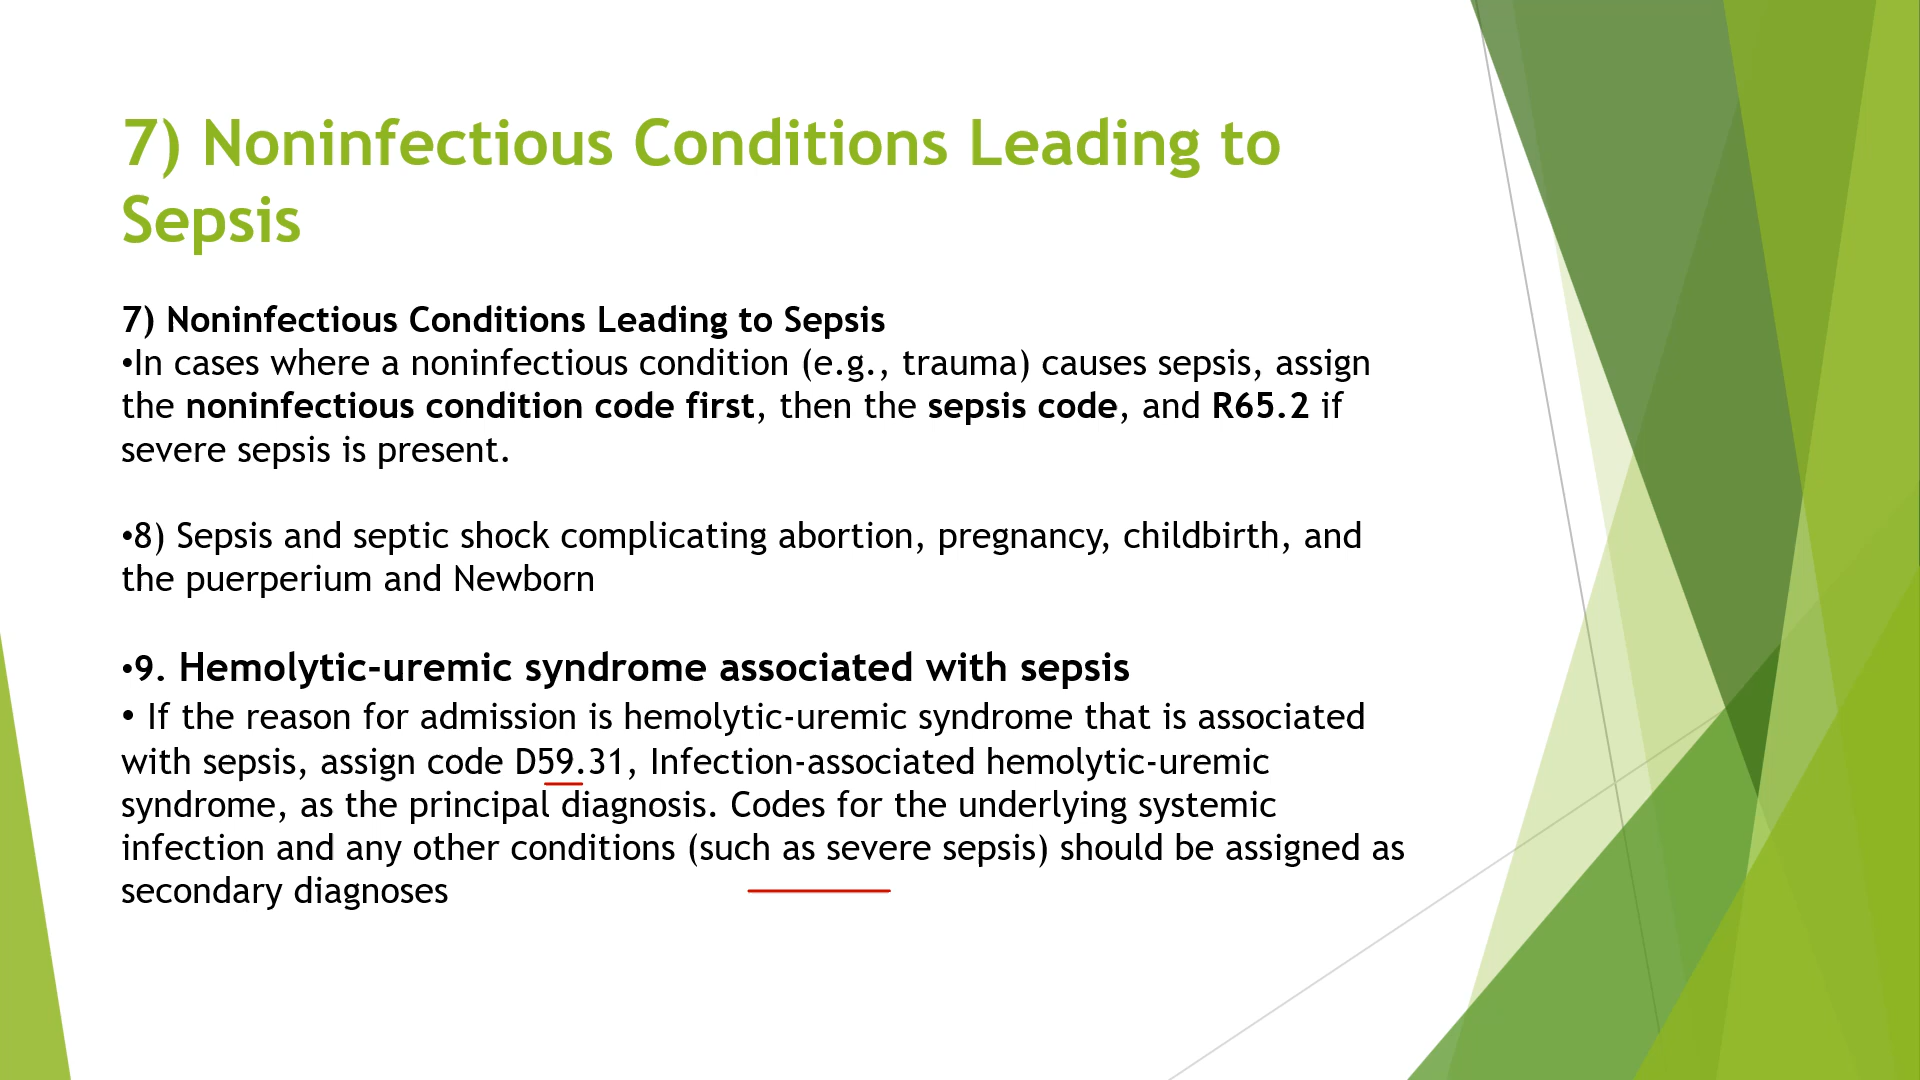 7) Noninfectious Conditions Leading to
Sepsis
7) Noninfectious Conditions Leading to Sepsis
•In cases where a noninfectious condition (e.g., trauma) causes sepsis, assign
the noninfectious condition code first, then the sepsis code, and R65.2 if
severe sepsis is present.
•8) Sepsis and septic shock complicating abortion, pregnancy, childbirth, and
the puerperium and Newborn
•9. Hemolytic-uremic syndrome associated with sepsis
• If the reason for admission is hemolytic-uremic syndrome that is associated
with sepsis, assign code D59.31, Infection-associated hemolytic-uremic
syndrome, as the principal diagnosis. Codes for the underlying systemic
infection and any other conditions (such as severe sepsis) should be assigned as
secondary diagnoses